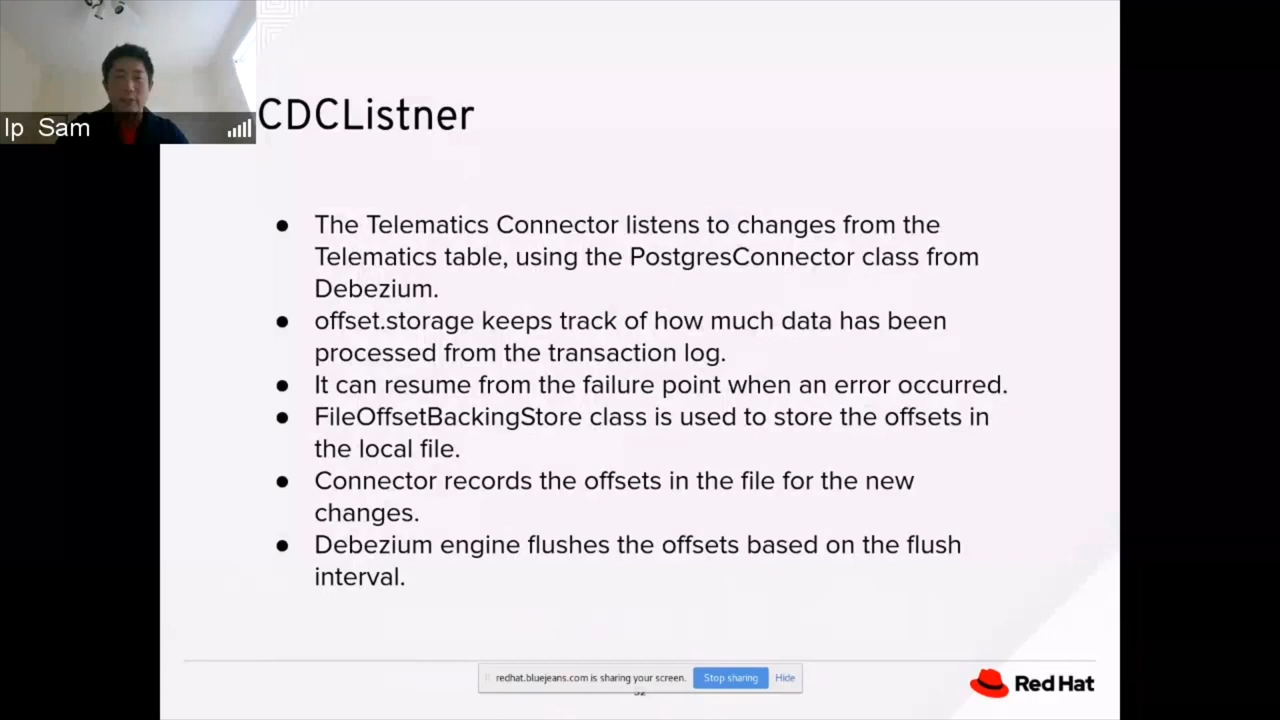 Ip Sam
CDCListner
● The Telematics Connector listens to changes from the
Telematics table, using the PostgresConnector class from
Debezium.
● offset.storage keeps track of how much data has been
processed from the transaction log.
● It can resume from the failure point when an error occurred.
● FileOffsetBackingStore class is used to store the offsets in
the local file.
● Connector records the offsets in the file for the new
changes.
● Debezium engine flushes the offsets based on the flush
interval.
redhat.bluejeans.com is sharing your screen. Stop sharing Hide
Red Hat